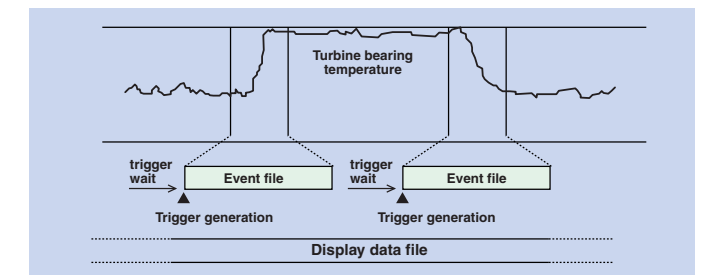 Turbine bearing
temperature
trigger
wait
Event file
trigger
wait
Event file
Trigger generation
Trigger generation
Display data file